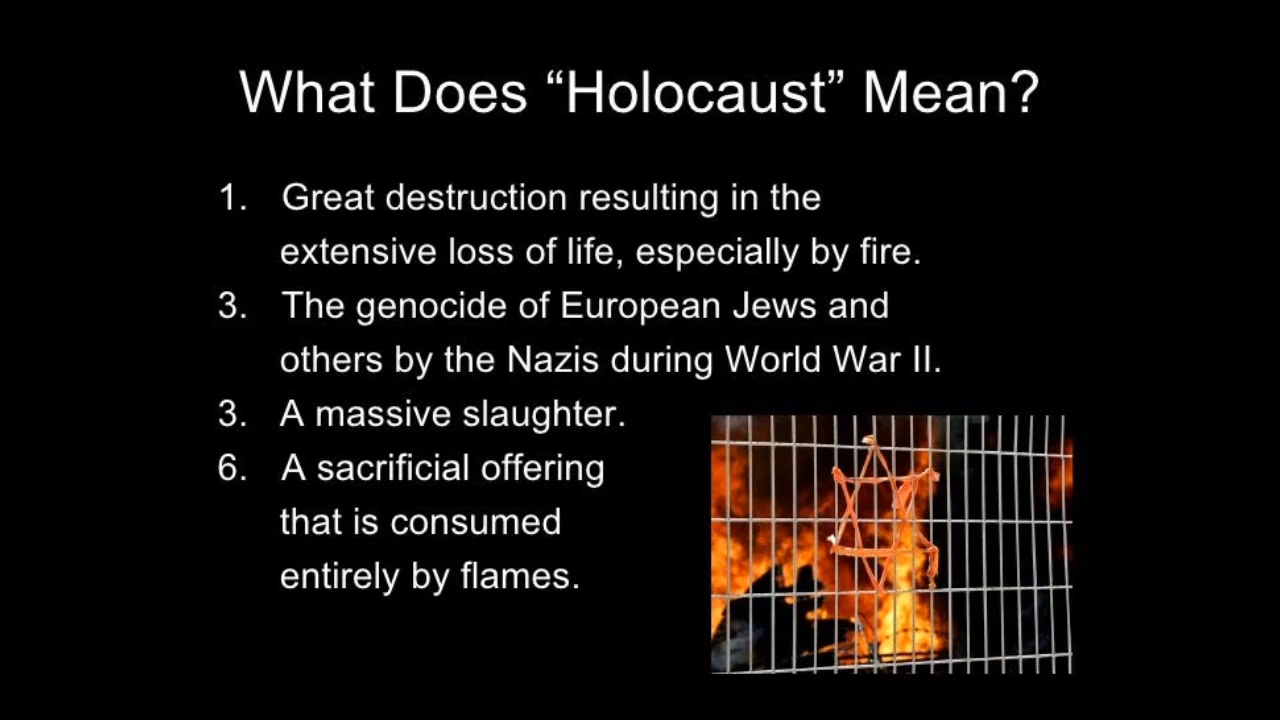 What Does “Holocaust” Mean?
1. Great destruction resulting in the
extensive loss of life, especially by fire.
3. The genocide of European Jews and
others by the Nazis during World War II.
3. A massive slaughter.
6. A sacrificial offering
that is consumed
entirely by flames.